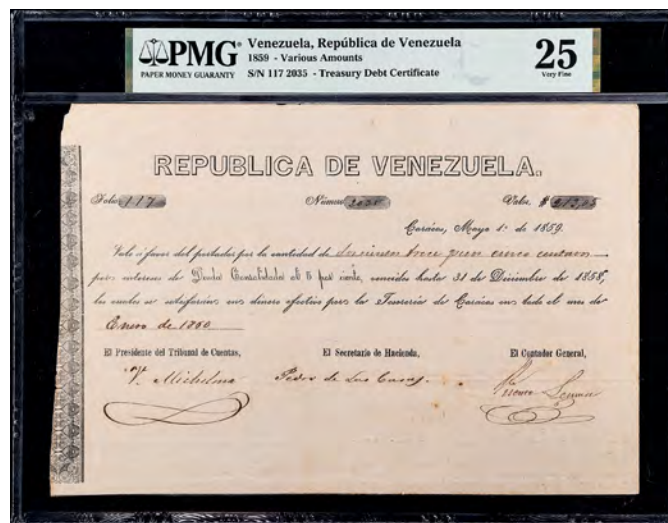 PMG Venezuela, República de Venezuela
PAPER MONEY GUARANTY 1859 - Various Amounts
S/N 117 2035 - Treasury Debt Certificate
25
Very Fine
REPUBLICA DE VENEZUELA.
Folio 117 Número 2035 Valor $ 213,05
Carácas, Mayo 1º de 1859.
Vale á favor del portador por la cantidad de
por intereses de Deuda Consolidada al 5 por ciento, vencidos hasta 31 de Diciembre de 1858,
los cuales se satisfarán en dinero efectivo por la Tesorería de Carácas en todo el mes de
Enero de 1860
El Presidente del Tribunal de Cuentas, El Secretario de Hacienda, El Contador General,
Pedro de Las Casas.